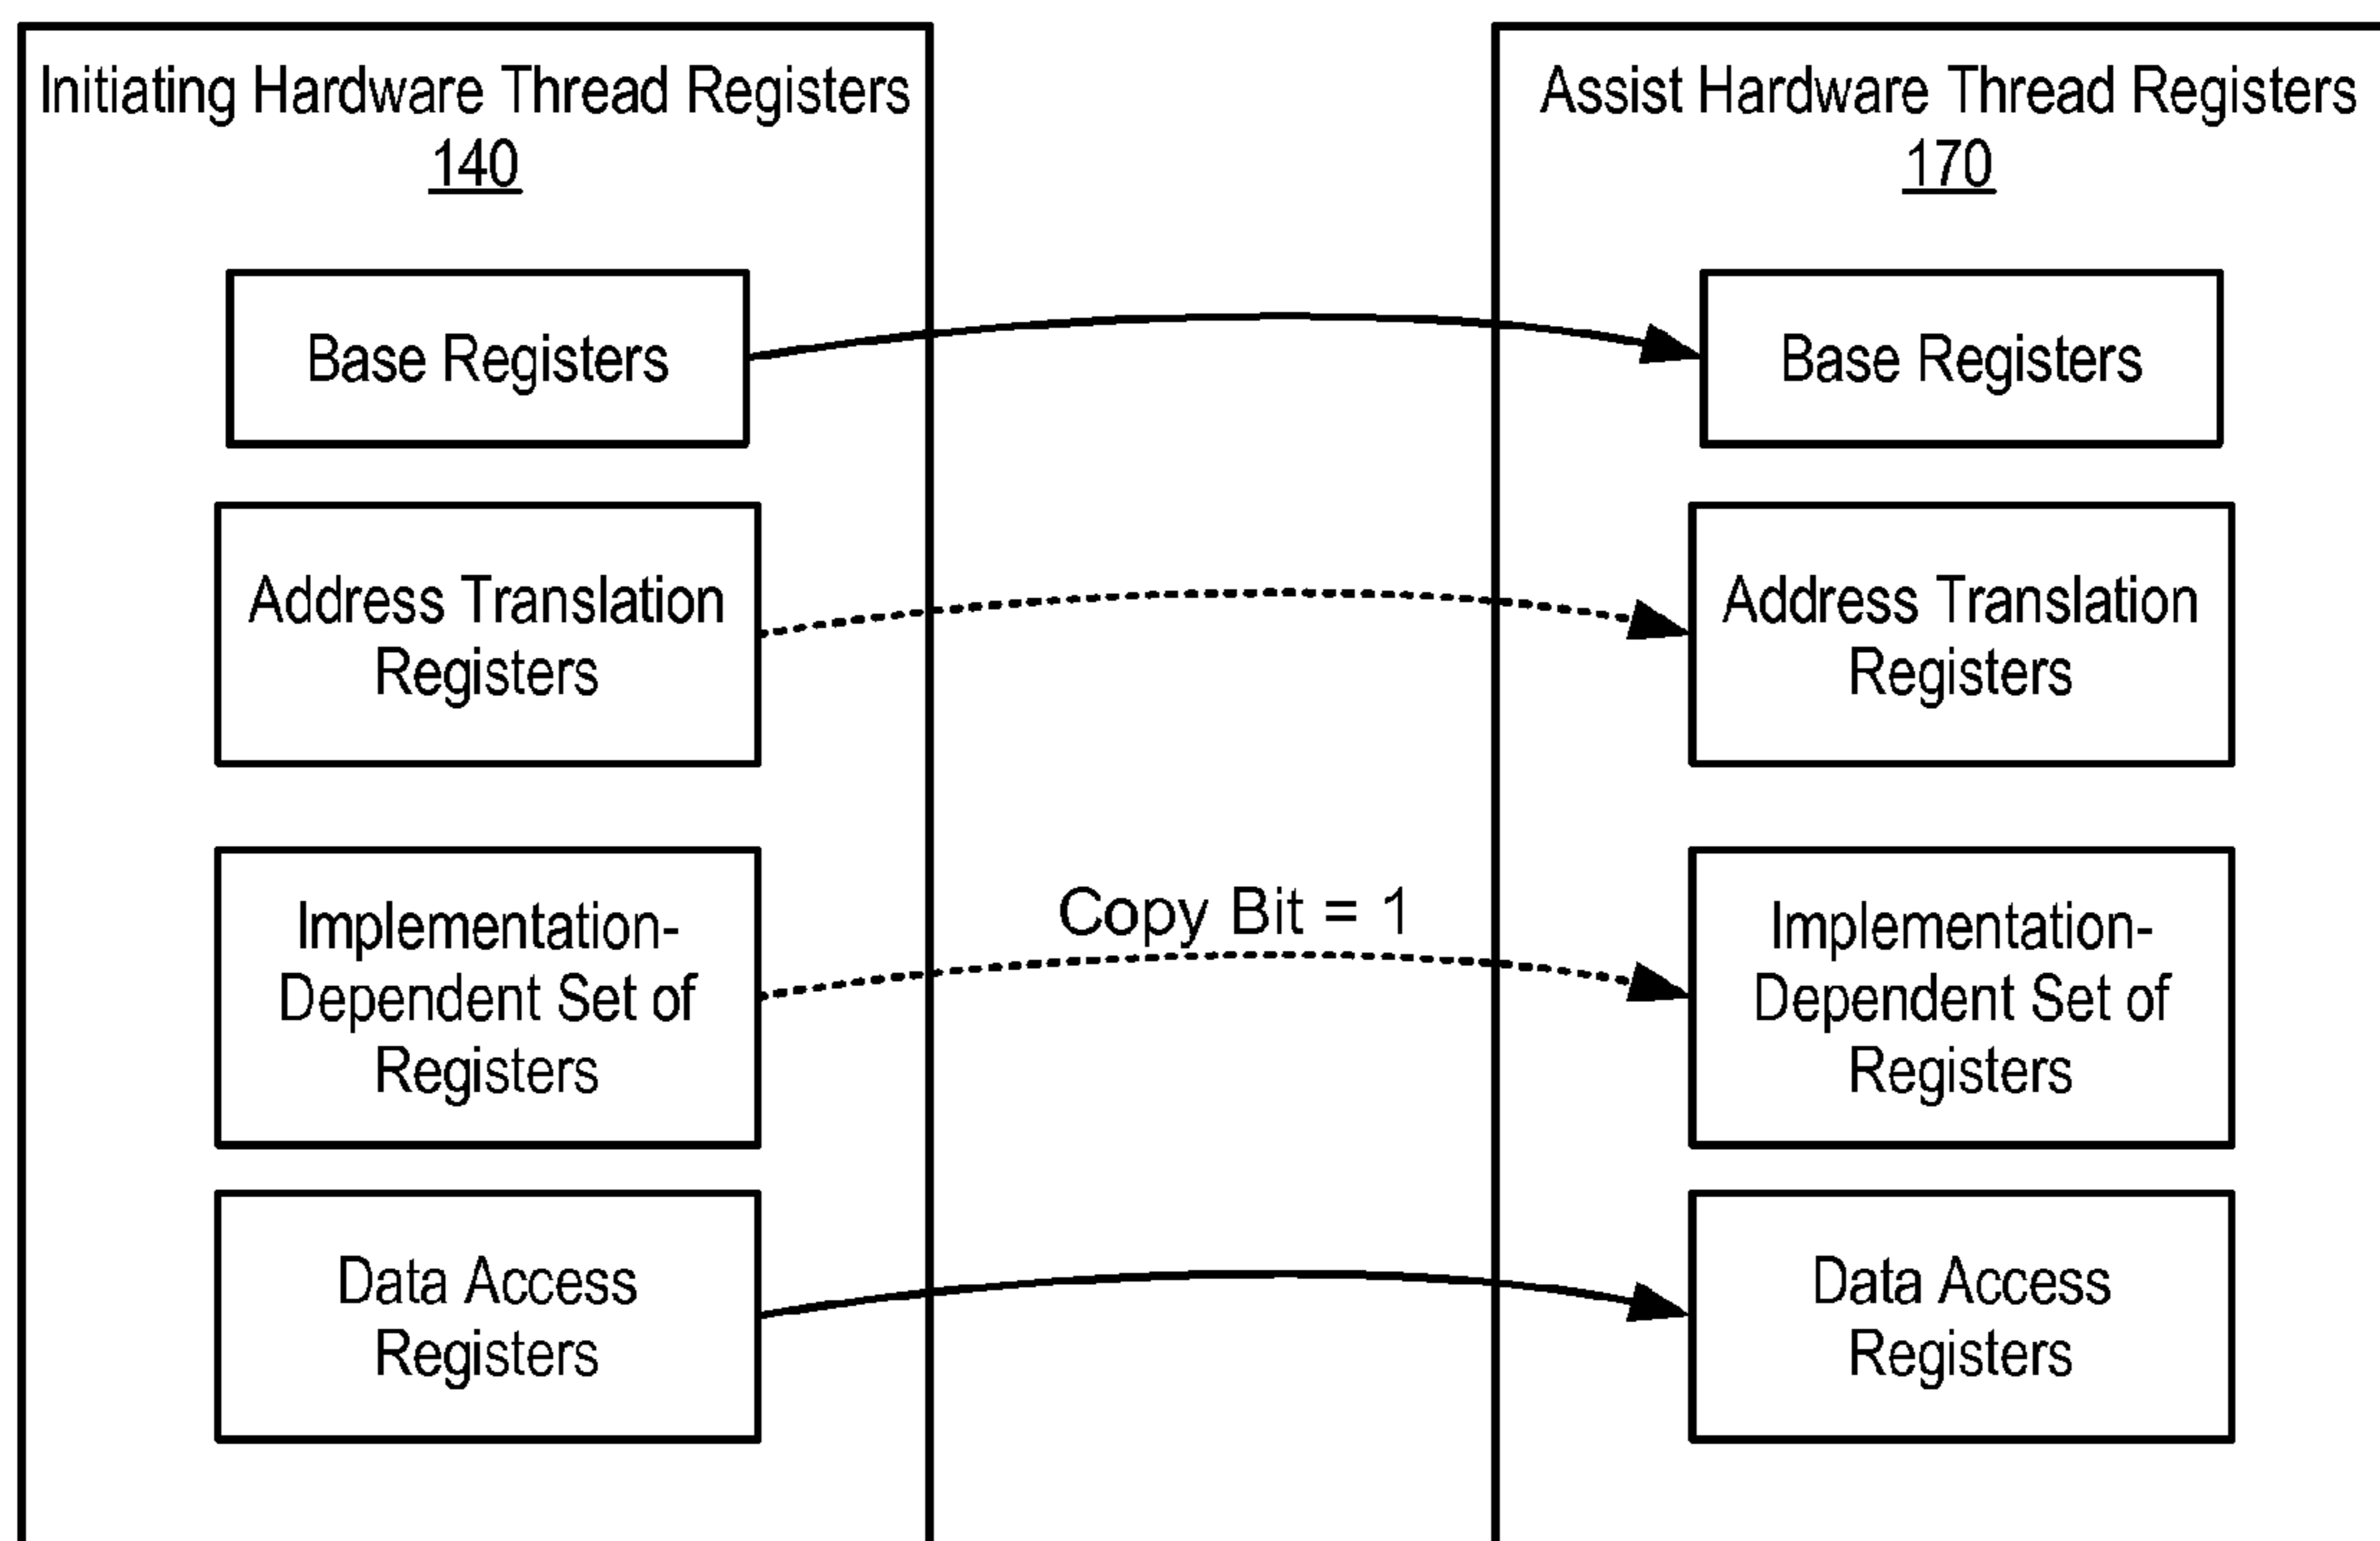 Initiating Hardware Thread Registers
140
Assist Hardware Thread Registers
170
Base Registers
Base Registers
Address Translation
Registers
Address Translation
Registers
Implementation-
Dependent Set of
Registers
Copy Bit = 1
Implementation-
Dependent Set of
Registers
Data Access
Registers
Data Access
Registers